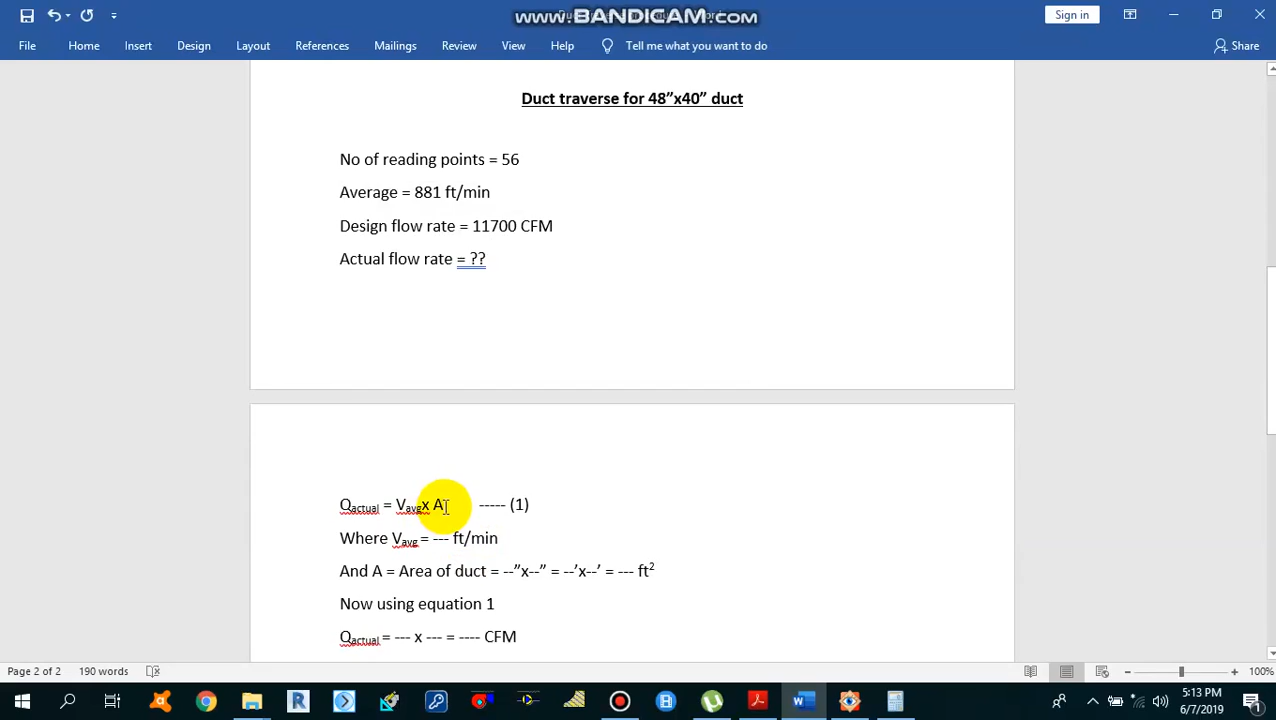 www.BANDICAM.com
Sign in
File Home Insert Design Layout References Mailings Review View Help Tell me what you want to do Share
Duct traverse for 48”x40” duct
No of reading points = 56
Average = 881 ft/min
Design flow rate = 11700 CFM
Actual flow rate = ??
Qactual = Vavgx A ----- (1)
Where Vavg = --- ft/min
And A = Area of duct = --”x--” = --’x--’ = --- ft²
Now using equation 1
Qactual = --- x --- = ---- CFM
Page 2 of 2 190 words 100%
5:13 PM
6/7/2019